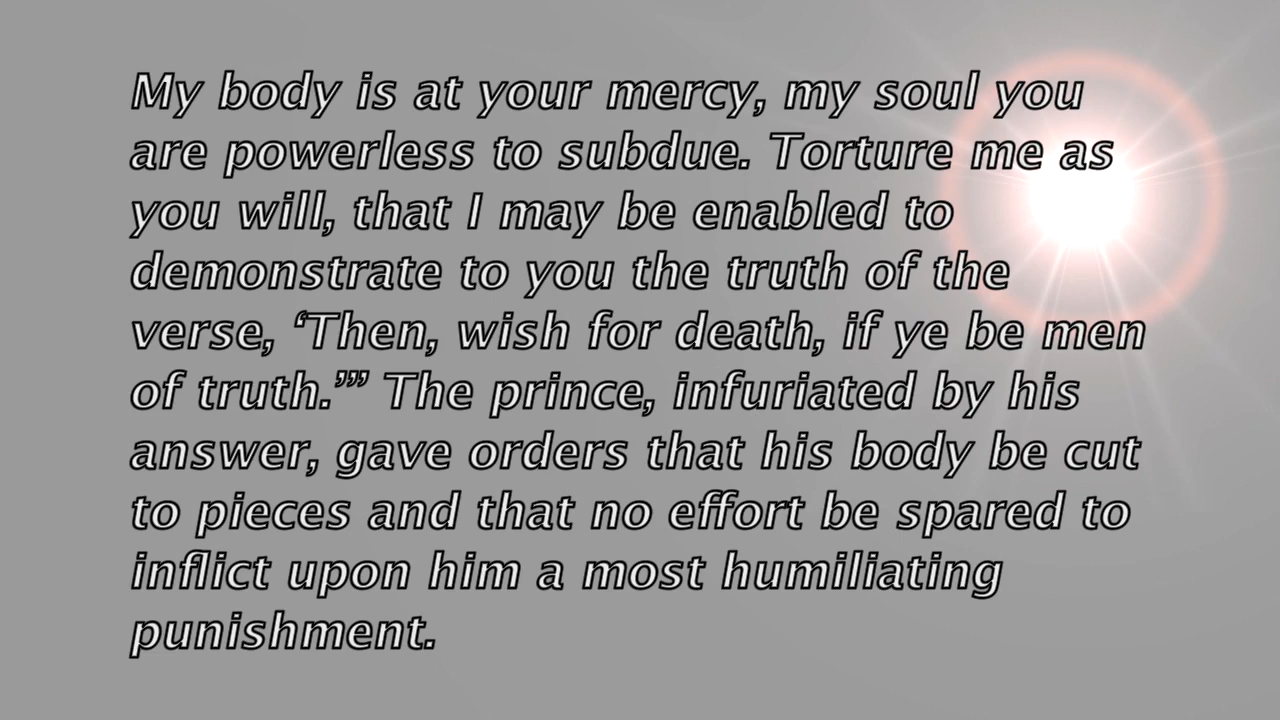 My body is at your mercy, my soul you
are powerless to subdue. Torture me as
you will, that I may be enabled to
demonstrate to you the truth of the
verse, ‘Then, wish for death, if ye be men
of truth.’” The prince, infuriated by his
answer, gave orders that his body be cut
to pieces and that no effort be spared to
inflict upon him a most humiliating
punishment.